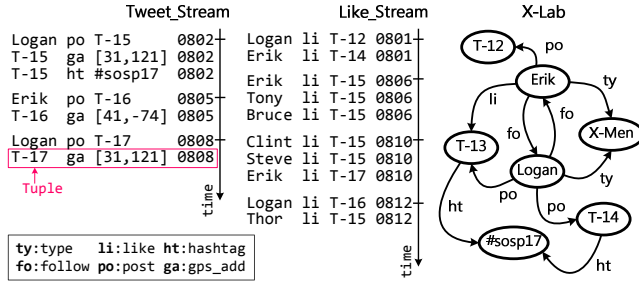 Tweet_Stream
Logan po T-15 0802
T-15 ga [31,121] 0802
T-15 ht #sosp17 0802
Erik po T-16 0805
T-16 ga [41,-74] 0805
Logan po T-17 0808
T-17 ga [31,121] 0808
Tuple
time
Like_Stream
Logan li T-12 0801
Erik li T-14 0801
Erik li T-15 0806
Tony li T-15 0806
Bruce li T-15 0806
Clint li T-15 0810
Steve li T-15 0810
Erik li T-17 0810
Logan li T-16 0812
Thor li T-15 0812
time
X-Lab
T-12
po
Erik
ty
li
fo
fo
X-Men
T-13
Logan
ty
po
po
ht
T-14
#sosp17
ht
ty:type li:like ht:hashtag
fo:follow po:post ga:gps_add